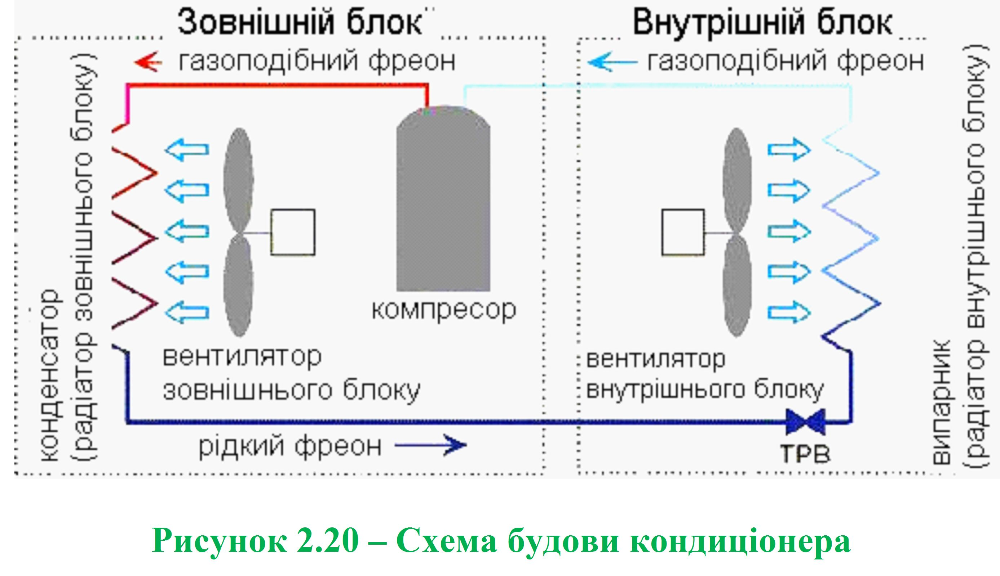 Зовнішній блок
Внутрішній блок
газоподібний фреон
газоподібний фреон
конденсатор
(радіатор зовнішнього блоку)
компресор
вентилятор
зовнішнього блоку
вентилятор
внутрішнього блоку
випарник
(радіатор внутрішнього блоку)
рідкий фреон
ТРВ
Рисунок 2.20 – Схема будови кондиціонера